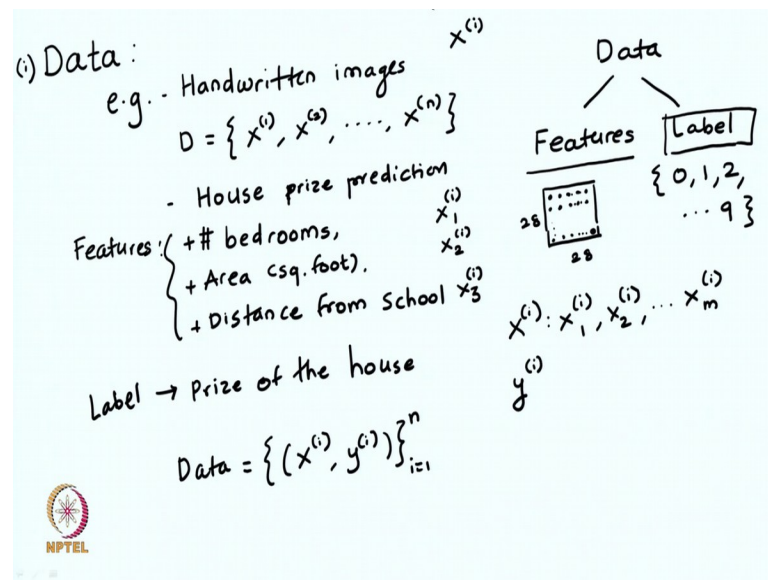 (i) Data:
e.g. - Handwritten images x^(i)
D = { x^(1), x^(2), ...., x^(n) }
- House prize prediction
Features: { + # bedrooms, x_1^(i)
+ Area (sq.foot). x_2^(i)
+ Distance from School x_3^(i)
Label → Prize of the house
Data = { (x^(i), y^(i)) }_{i=1}^n
Data
Features Label
28
28
{ 0, 1, 2,
... 9 }
x^(i): x_1^(i), x_2^(i), ... x_m^(i)
y^(i)
NPTEL